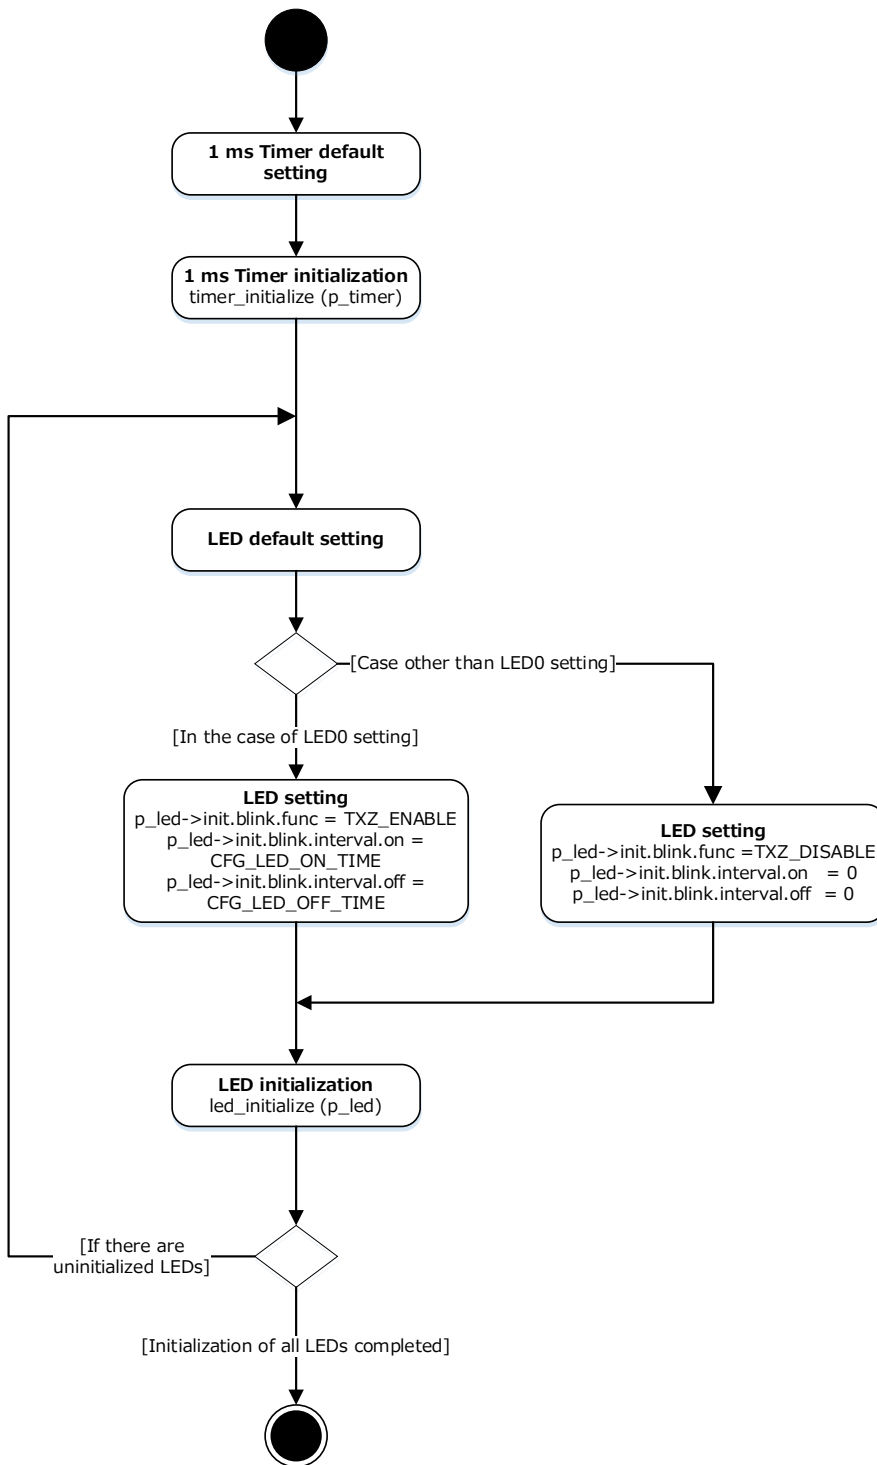 1 ms Timer default
setting
1 ms Timer initialization
timer_initialize (p_timer)
LED default setting
[Case other than LED0 setting]
[In the case of LED0 setting]
LED setting
p_led->init.blink.func = TXZ_ENABLE
p_led->init.blink.interval.on =
CFG_LED_ON_TIME
p_led->init.blink.interval.off =
CFG_LED_OFF_TIME
LED setting
p_led->init.blink.func =TXZ_DISABLE
p_led->init.blink.interval.on   = 0
p_led->init.blink.interval.off  = 0
LED initialization
led_initialize (p_led)
[If there are
uninitialized LEDs]
[Initialization of all LEDs completed]